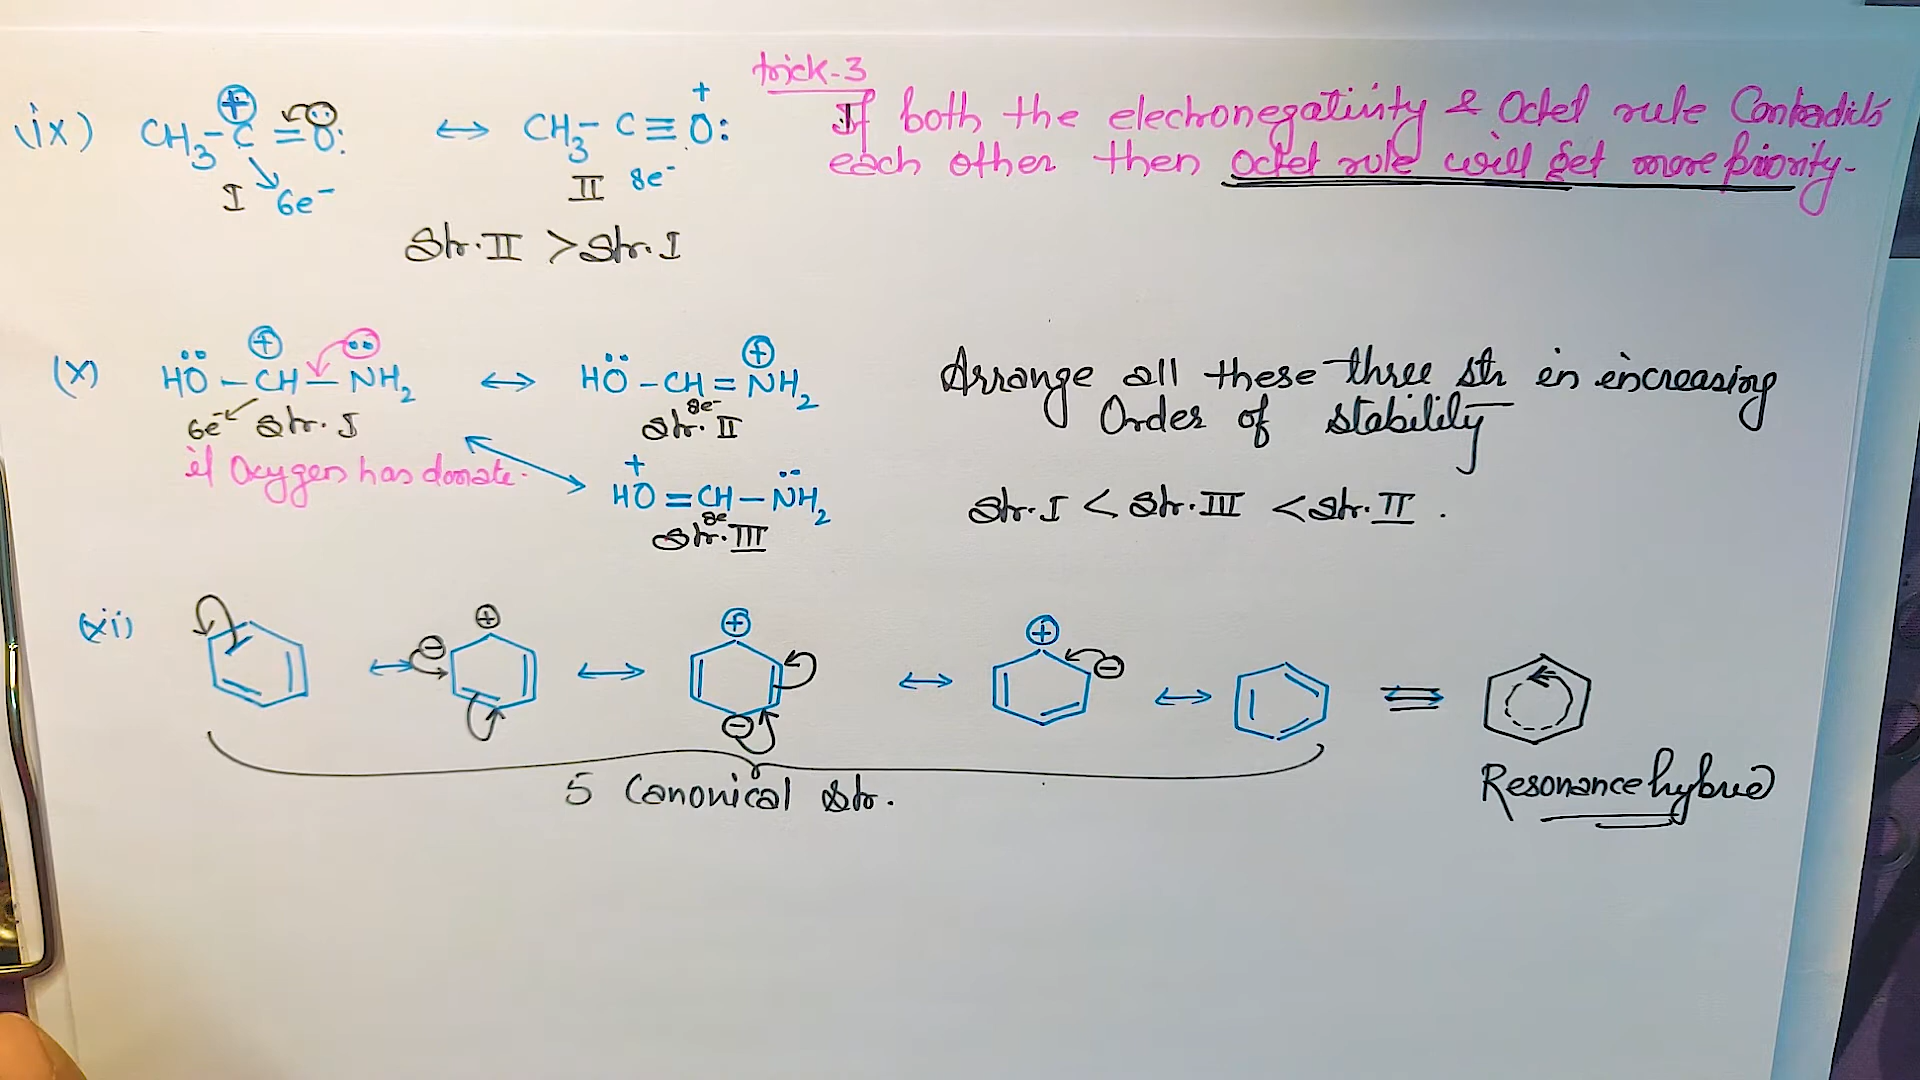 trick-3
(ix) CH₃-C⁺=Ö: ↔ CH₃-C≡O⁺: If both the electronegativity & Octet rule Contradicts
each other then octet rule will get more priority.
I 6e⁻ II 8e⁻
Str.II > Str.I
(x) HÖ-CH⁺-N̈H₂ ↔ HÖ-CH=N⁺H₂ Arrange all these three str in increasing
Order of stability
6e⁻ Str.I 8e⁻ Str.II
if Oxygen has donate.
HO⁺=CH-N̈H₂ Str.I < Str.III < Str.II.
8e⁻ Str.III
(xi) ⊕ ⊖ ↔ ⊕ ⊖ ↔ ⊕ ⊖ ↔
5 Canonical Str.
Resonance hybrid